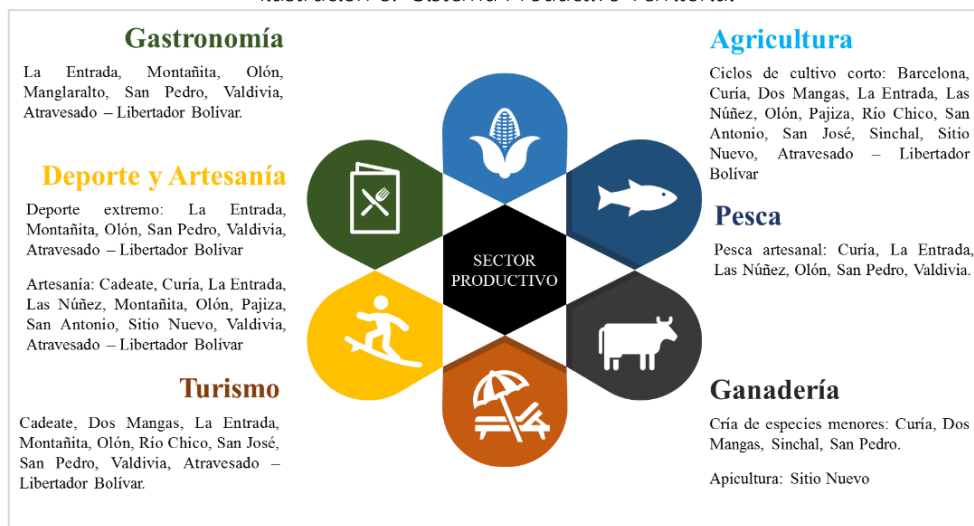 Gastronomía
La Entrada, Montañita, Olón,
Manglaralto, San Pedro, Valdivia,
Atravesado – Libertador Bolívar.
Deporte y Artesanía
Deporte extremo: La Entrada,
Montañita, Olón, San Pedro, Valdivia,
Atravesado – Libertador Bolívar
Artesanía: Cadeate, Curía, La Entrada,
Las Núñez, Montañita, Olón, Pajiza,
San Antonio, Sitio Nuevo, Valdivia,
Atravesado – Libertador Bolívar
Turismo
Cadeate, Dos Mangas, La Entrada,
Montañita, Olón, Río Chico, San José,
San Pedro, Valdivia, Atravesado –
Libertador Bolívar.
SECTOR
PRODUCTIVO
Agricultura
Ciclos de cultivo corto: Barcelona,
Curía, Dos Mangas, La Entrada, Las
Núñez, Olón, Pajiza, Río Chico, San
Antonio, San José, Sinchal, Sitio
Nuevo, Atravesado – Libertador
Bolívar
Pesca
Pesca artesanal: Curía, La Entrada,
Las Núñez, Olón, San Pedro, Valdivia.
Ganadería
Cría de especies menores: Curía, Dos
Mangas, Sinchal, San Pedro.
Apicultura: Sitio Nuevo